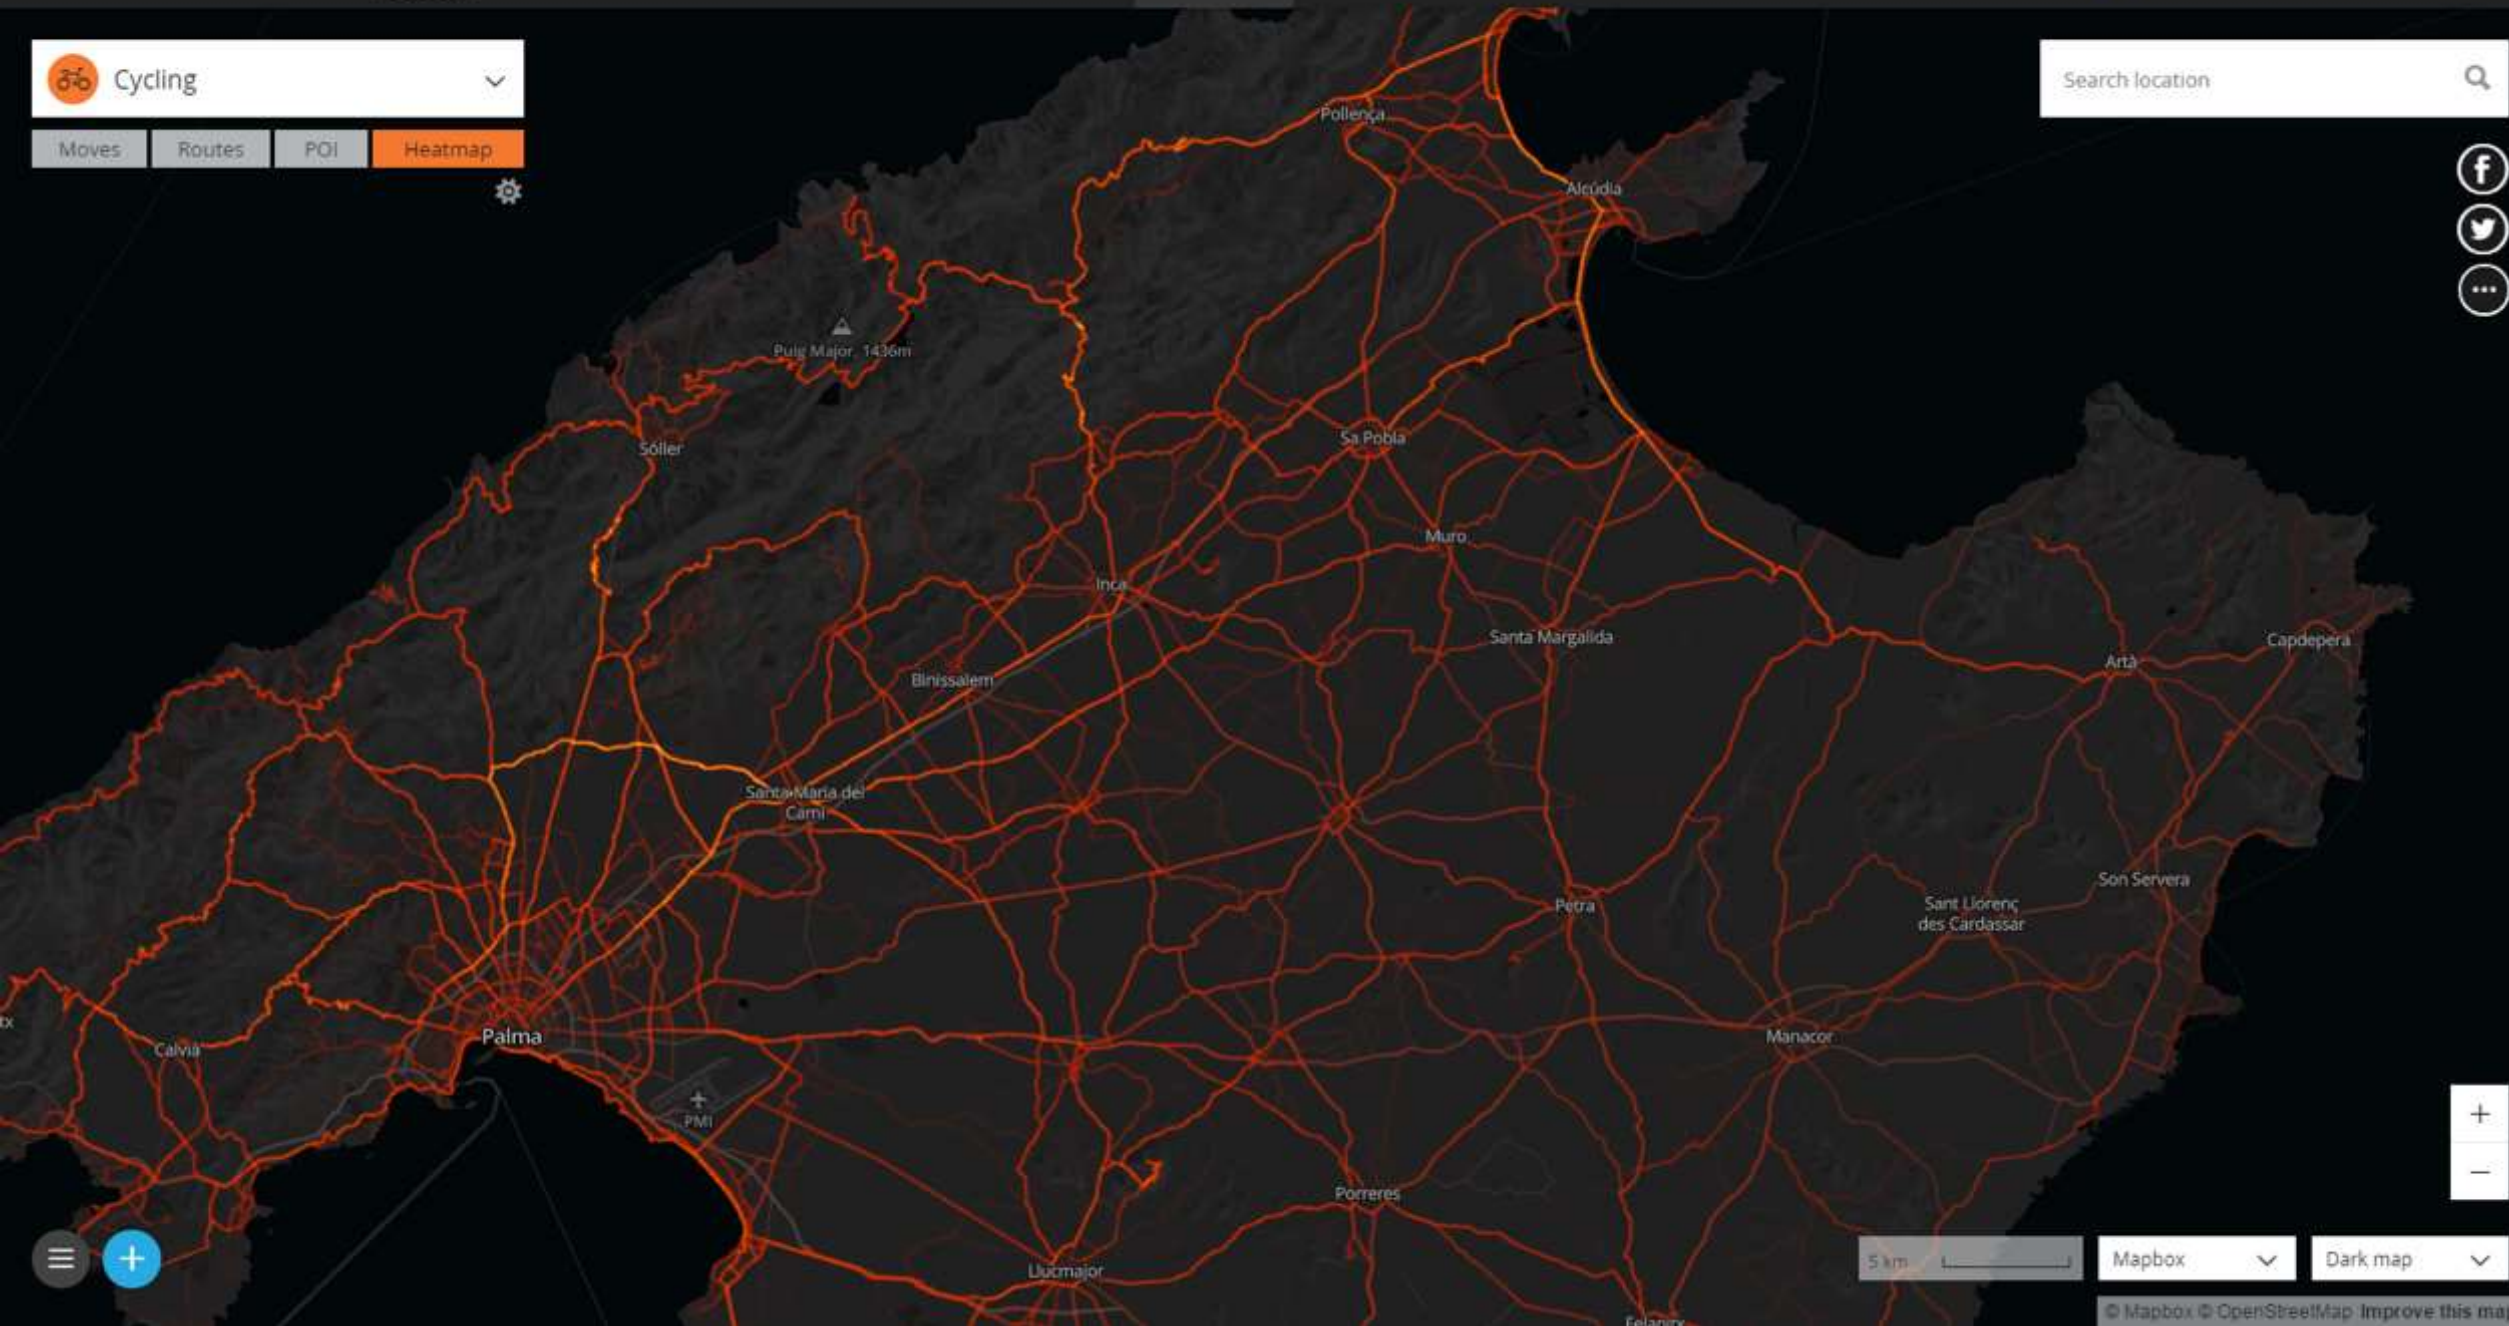 Cycling
Search location
Moves
Routes
POI
Heatmap
Pollença
Alcúdia
Puig Major, 1436m
Sóller
Sa Pobla
Muro
Inca
Santa Margalida
Capdepera
Artà
Binissalem
Santa Maria del
Camí
Son Servera
Petra
Sant Llorenç
des Cardassar
Palma
Manacor
Calvià
PMI
Porreres
Llucmajor
5 km
Mapbox
Dark map
© Mapbox © OpenStreetMap Improve this map